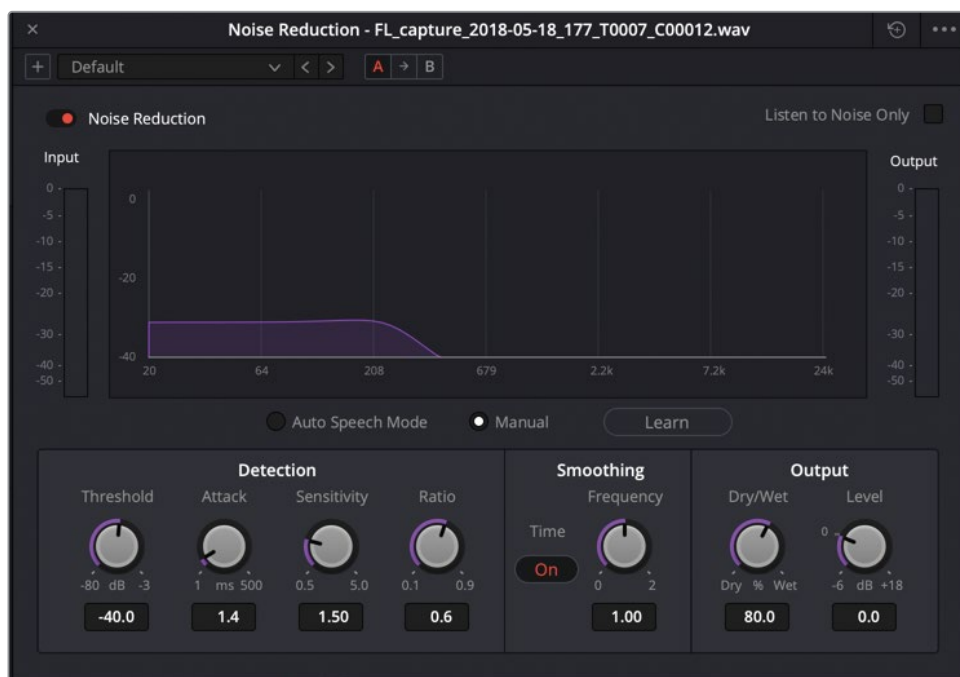 Noise Reduction - FL_capture_2018-05-18_177_T0007_C00012.wav
+ Default < > A → B
Noise Reduction
Listen to Noise Only
Input
Output
0
-5
-10
-15
-20
-30
-40
-50
0
-20
-40
20 64 208 679 2.2k 7.2k 24k
0
-5
-10
-15
-20
-30
-40
-50
Auto Speech Mode Manual Learn
Detection
Threshold Attack Sensitivity Ratio
-80 dB -3 1 ms 500 0.5 5.0 0.1 0.9
-40.0 1.4 1.50 0.6
Smoothing
Frequency
Time
On
0 2
1.00
Output
Dry/Wet Level
0
Dry % Wet -6 dB +18
80.0 0.0